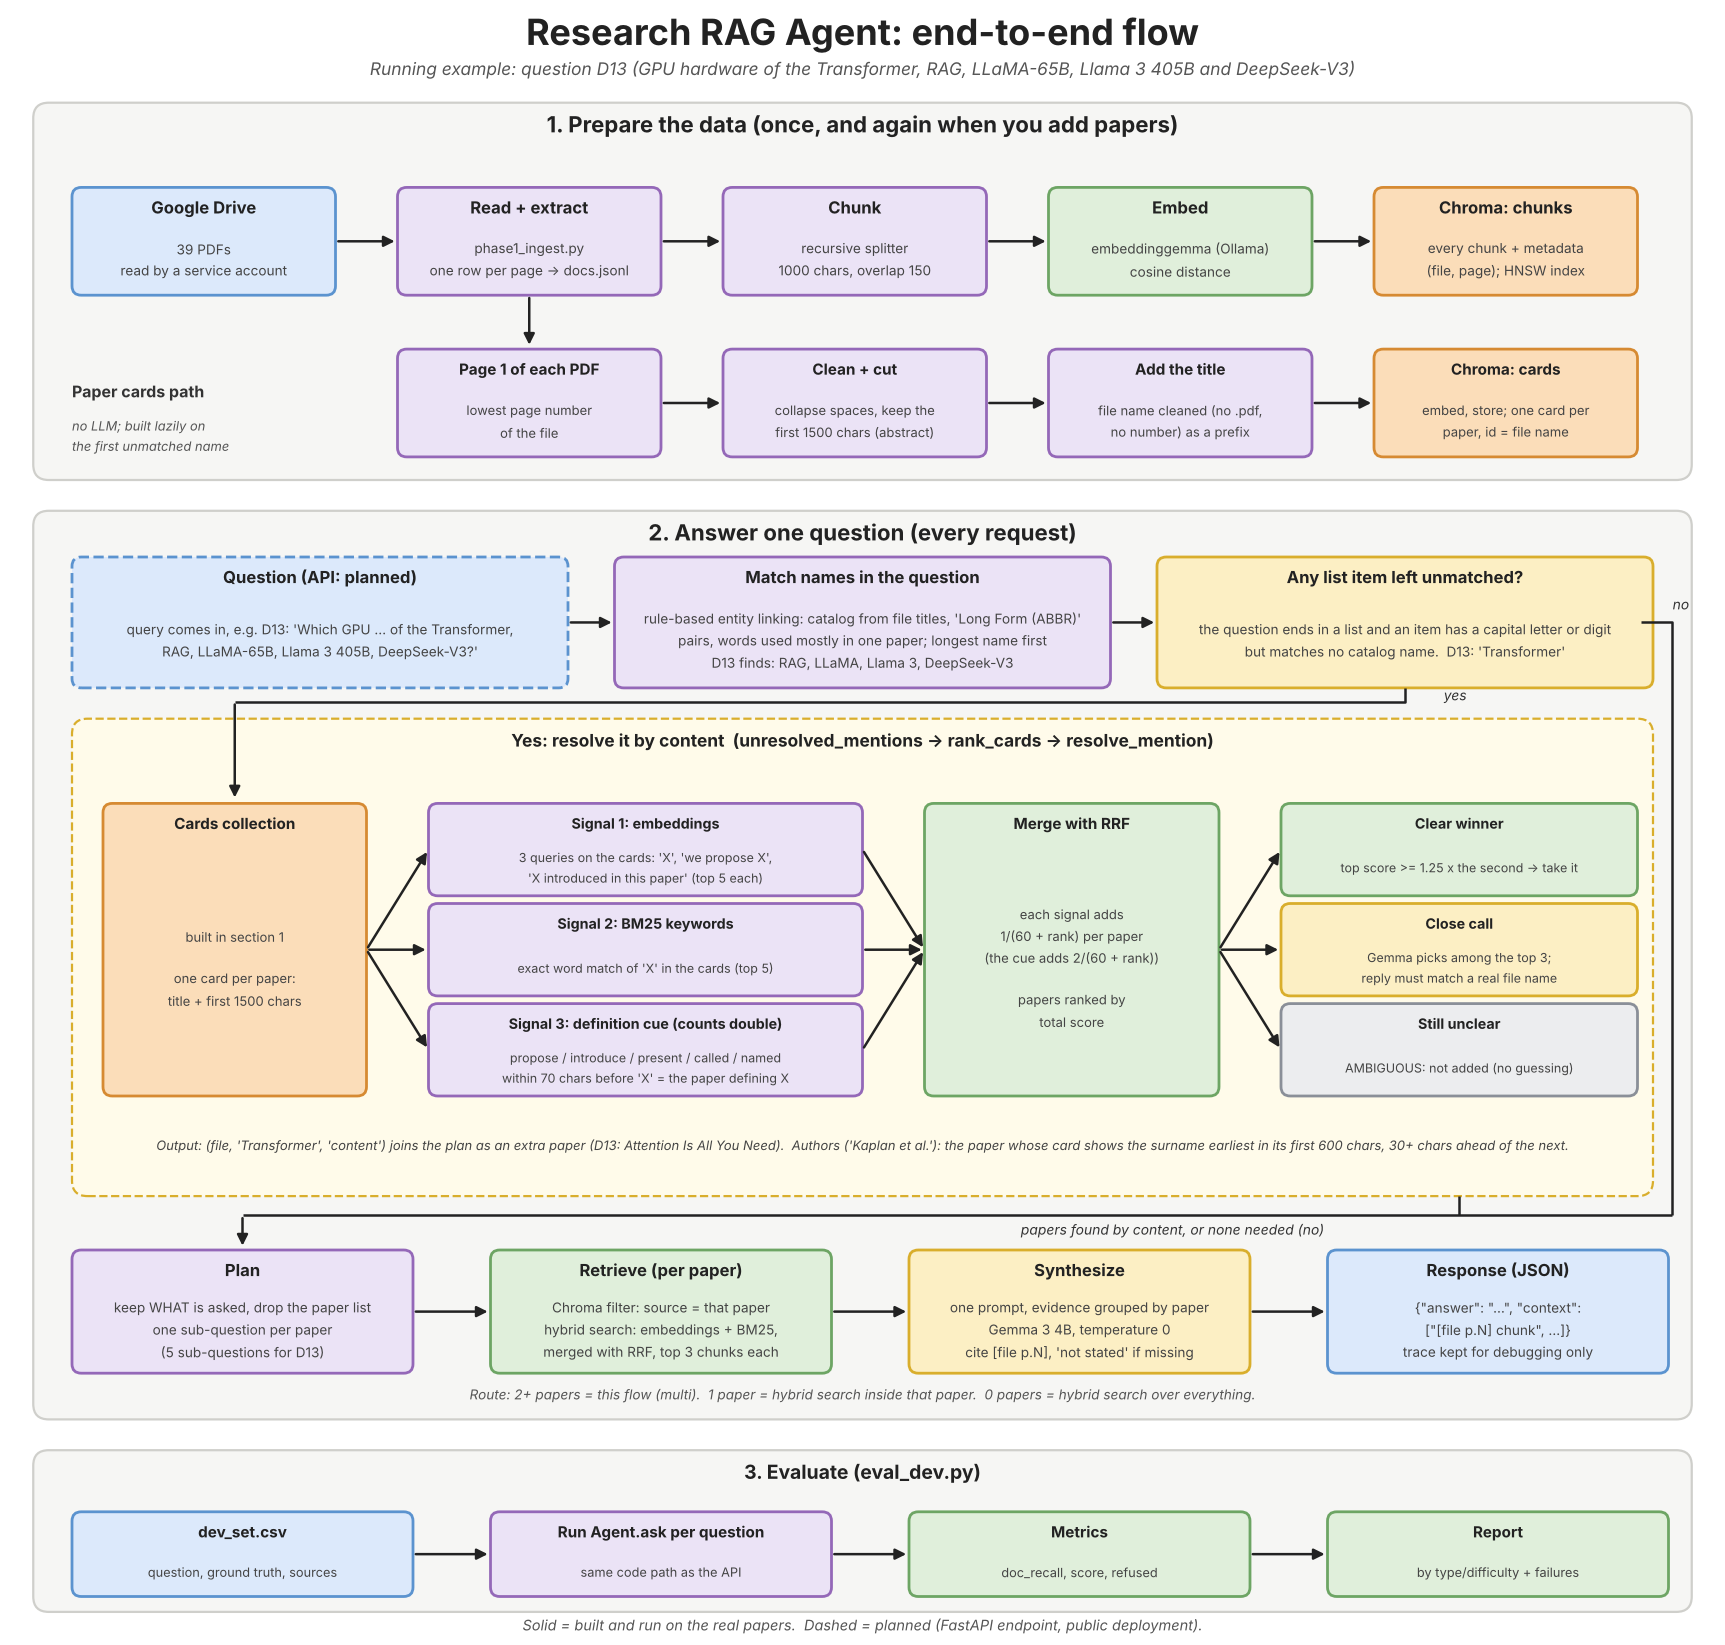 Research RAG Agent: end-to-end flow
Running example: question D13 (GPU hardware of the Transformer, RAG, LLaMA-65B, Llama 3 405B and DeepSeek-V3)
1. Prepare the data (once, and again when you add papers)
Google Drive
39 PDFs
read by a service account
Read + extract
phase1_ingest.py
one row per page → docs.jsonl
Chunk
recursive splitter
1000 chars, overlap 150
Embed
embeddinggemma (Ollama)
cosine distance
Chroma: chunks
every chunk + metadata
(file, page); HNSW index
Paper cards path
no LLM; built lazily on
the first unmatched name
Page 1 of each PDF
lowest page number
of the file
Clean + cut
collapse spaces, keep the
first 1500 chars (abstract)
Add the title
file name cleaned (no .pdf,
no number) as a prefix
Chroma: cards
embed, store; one card per
paper, id = file name
2. Answer one question (every request)
Question (API: planned)
query comes in, e.g. D13: 'Which GPU ... of the Transformer,
RAG, LLaMA-65B, Llama 3 405B, DeepSeek-V3?'
Match names in the question
rule-based entity linking: catalog from file titles, 'Long Form (ABBR)'
pairs, words used mostly in one paper; longest name first
D13 finds: RAG, LLaMA, Llama 3, DeepSeek-V3
Any list item left unmatched?
the question ends in a list and an item has a capital letter or digit
but matches no catalog name.  D13: 'Transformer'
no
yes
Yes: resolve it by content  (unresolved_mentions → rank_cards → resolve_mention)
Cards collection
built in section 1
one card per paper:
title + first 1500 chars
Signal 1: embeddings
3 queries on the cards: 'X', 'we propose X',
'X introduced in this paper' (top 5 each)
Signal 2: BM25 keywords
exact word match of 'X' in the cards (top 5)
Signal 3: definition cue (counts double)
propose / introduce / present / called / named
within 70 chars before 'X' = the paper defining X
Merge with RRF
each signal adds
1/(60 + rank) per paper
(the cue adds 2/(60 + rank))
papers ranked by
total score
Clear winner
top score >= 1.25 x the second → take it
Close call
Gemma picks among the top 3;
reply must match a real file name
Still unclear
AMBIGUOUS: not added (no guessing)
Output: (file, 'Transformer', 'content') joins the plan as an extra paper (D13: Attention Is All You Need).  Authors ('Kaplan et al.'): the paper whose card shows the surname earliest in its first 600 chars, 30+ chars ahead of the next.
papers found by content, or none needed (no)
Plan
keep WHAT is asked, drop the paper list
one sub-question per paper
(5 sub-questions for D13)
Retrieve (per paper)
Chroma filter: source = that paper
hybrid search: embeddings + BM25,
merged with RRF, top 3 chunks each
Synthesize
one prompt, evidence grouped by paper
Gemma 3 4B, temperature 0
cite [file p.N], 'not stated' if missing
Response (JSON)
{"answer": "...", "context":
["[file p.N] chunk", ...]}
trace kept for debugging only
Route: 2+ papers = this flow (multi).  1 paper = hybrid search inside that paper.  0 papers = hybrid search over everything.
3. Evaluate (eval_dev.py)
dev_set.csv
question, ground truth, sources
Run Agent.ask per question
same code path as the API
Metrics
doc_recall, score, refused
Report
by type/difficulty + failures
Solid = built and run on the real papers.  Dashed = planned (FastAPI endpoint, public deployment).